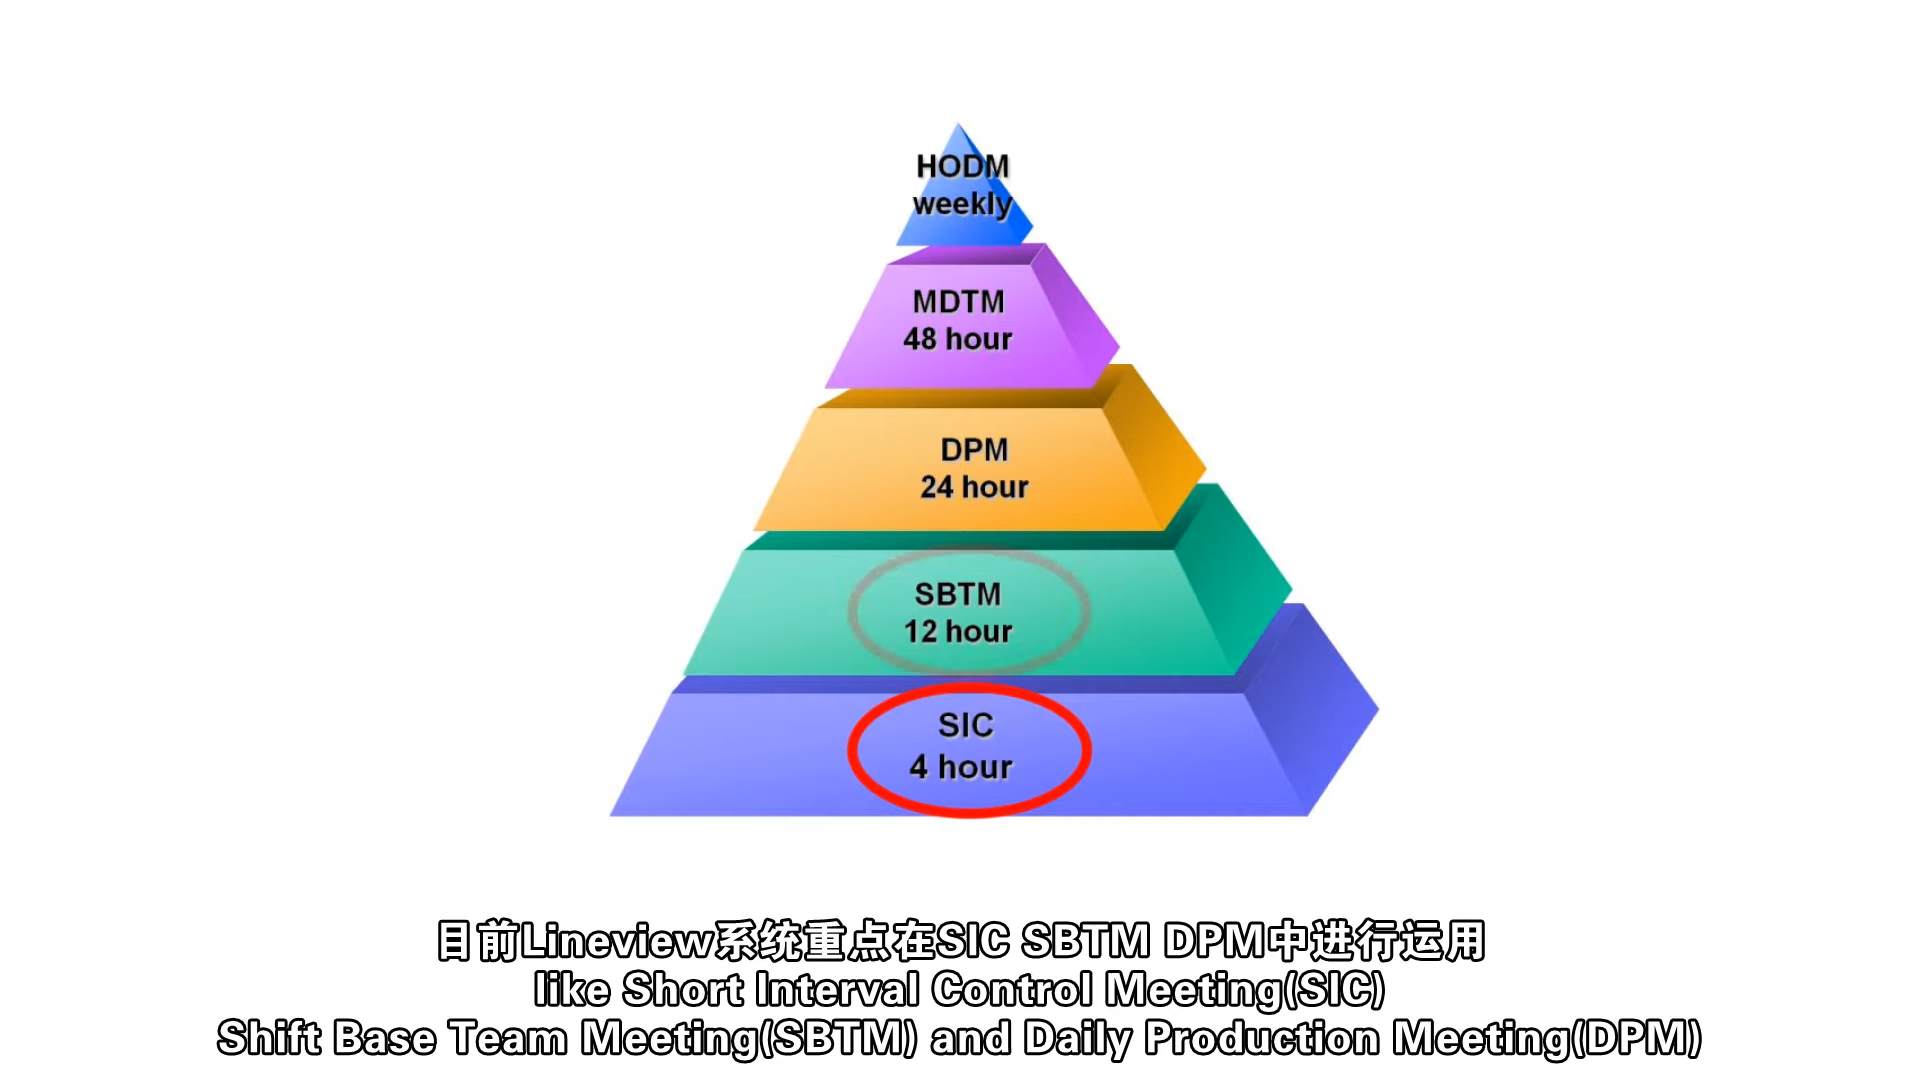 HODM
weekly
MDTM
48 hour
DPM
24 hour
SBTM
12 hour
SIC
4 hour
目前Lineview系统重点在SIC SBTM DPM中进行运用
like Short Interval Control Meeting(SIC)
Shift Base Team Meeting(SBTM) and Daily Production Meeting(DPM)